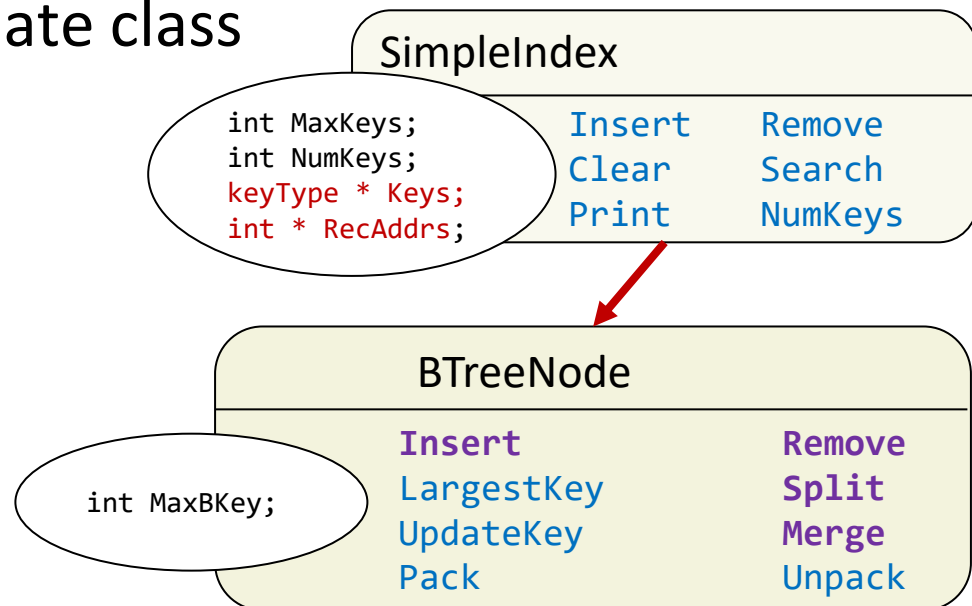 ate class
SimpleIndex
int MaxKeys;
int NumKeys;
keyType * Keys;
int * RecAddrs;
Insert Remove
Clear Search
Print NumKeys
BTreeNode
int MaxBKey;
Insert Remove
LargestKey Split
UpdateKey Merge
Pack Unpack